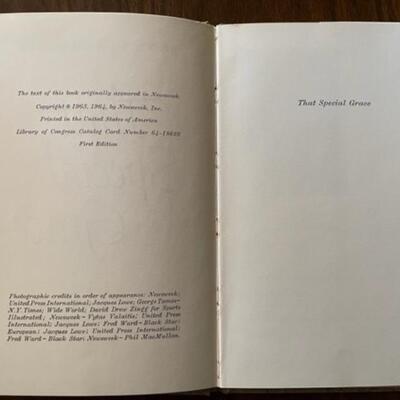 The text of this book originally appeared in Newsweek.
Copyright © 1963, 1964, by Newsweek, Inc.
Printed in the United States of America
Library of Congress Catalog Card Number 64-
First Edition
Photographic credits in order of appearance: Newsweek;
United Press International; Jacques Lowe; George Tames-
N.Y. Times; Wide World; David Drew Zingg for Sports
Illustrated; Newsweek-Vytas Valaitis; United Press
International; Jacques Lowe; Fred Ward-Black Star;
European; Jacques Lowe; United Press International;
Fred Ward-Black Star; Newsweek-Phil MacMullan.
That Special Grace